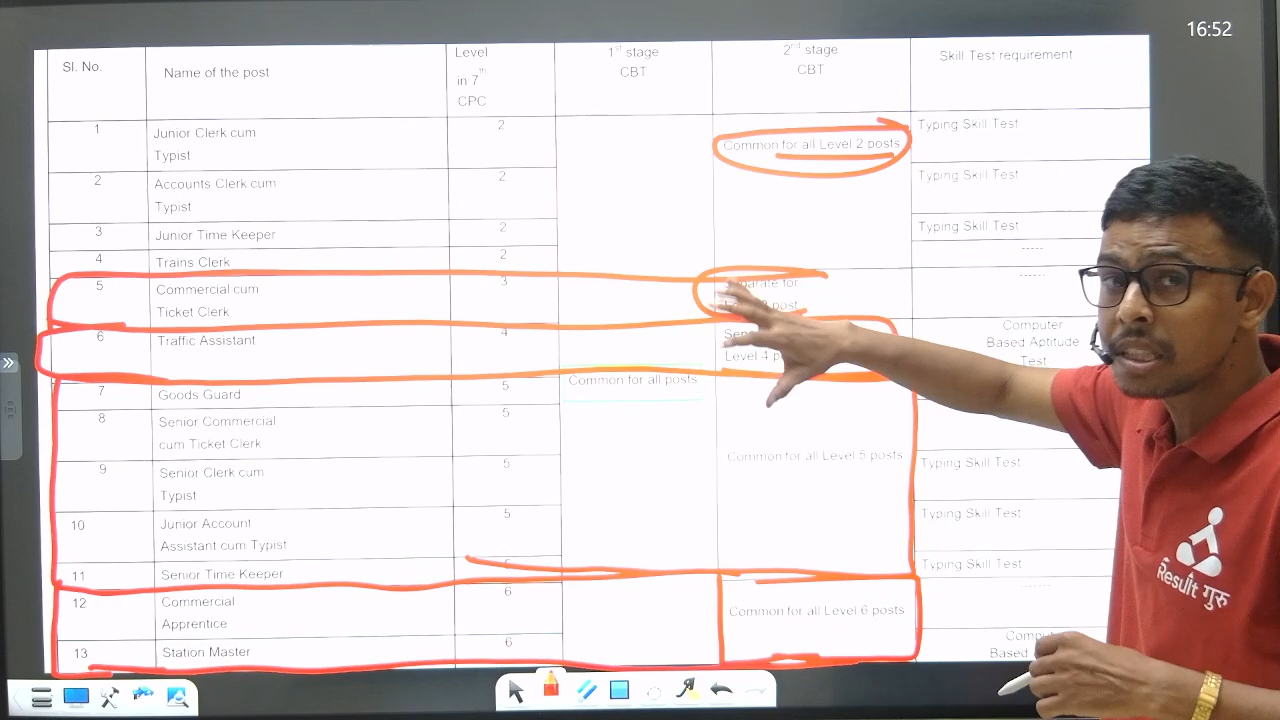 16:52
Sl. No.
Name of the post
Level
in 7th
CPC
1st stage
CBT
2nd stage
CBT
Skill Test requirement
1
Junior Clerk cum
Typist
2
Common for all Level 2 posts
Typing Skill Test
2
Accounts Clerk cum
Typist
2
Typing Skill Test
3
Junior Time Keeper
2
Typing Skill Test
4
Trains Clerk
2
-----
5
Commercial cum
Ticket Clerk
3
for
post
-----
6
Traffic Assistant
4
Level 4
Computer
Based Aptitude
Test
Common for all posts
7
Goods Guard
5
8
Senior Commercial
cum Ticket Clerk
5
Common for all Level 5 posts
9
Senior Clerk cum
Typist
5
Typing Skill Test
10
Junior Account
Assistant cum Typist
5
Typing Skill Test
11
Senior Time Keeper
Typing Skill Test
12
Commercial
Apprentice
6
Common for all Level 6 posts
-------
13
Station Master
6
Based
Result गुरु